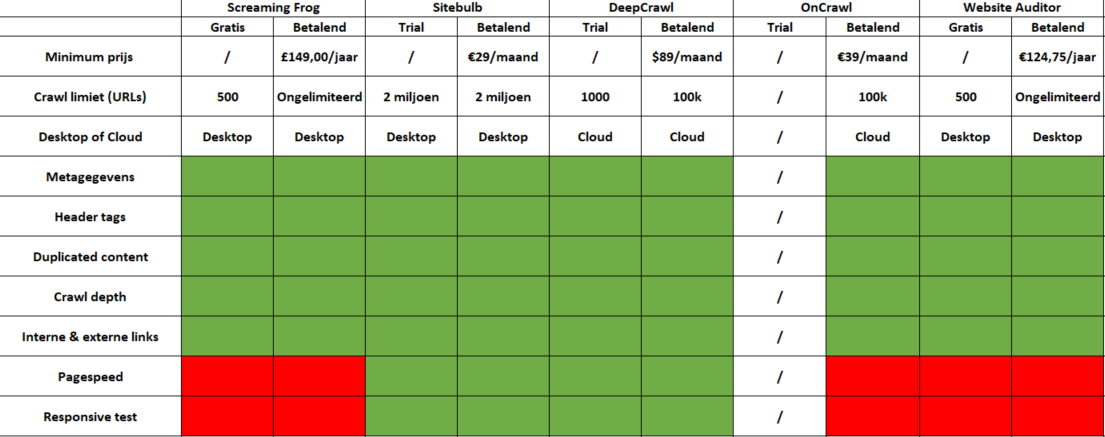 Screaming Frog Sitebulb DeepCrawl OnCrawl Website Auditor
Gratis Betalend Trial Betalend Trial Betalend Trial Betalend Gratis Betalend
Minimum prijs / £149,00/jaar / €29/maand / $89/maand / €39/maand / €124,75/jaar
Crawl limiet (URLs) 500 Ongelimiteerd 2 miljoen 2 miljoen 1000 100k / 100k 500 Ongelimiteerd
Desktop of Cloud Desktop Desktop Desktop Desktop Cloud Cloud / Cloud Desktop Desktop
Metagegevens /
Header tags /
Duplicated content /
Crawl depth /
Interne & externe links /
Pagespeed /
Responsive test /